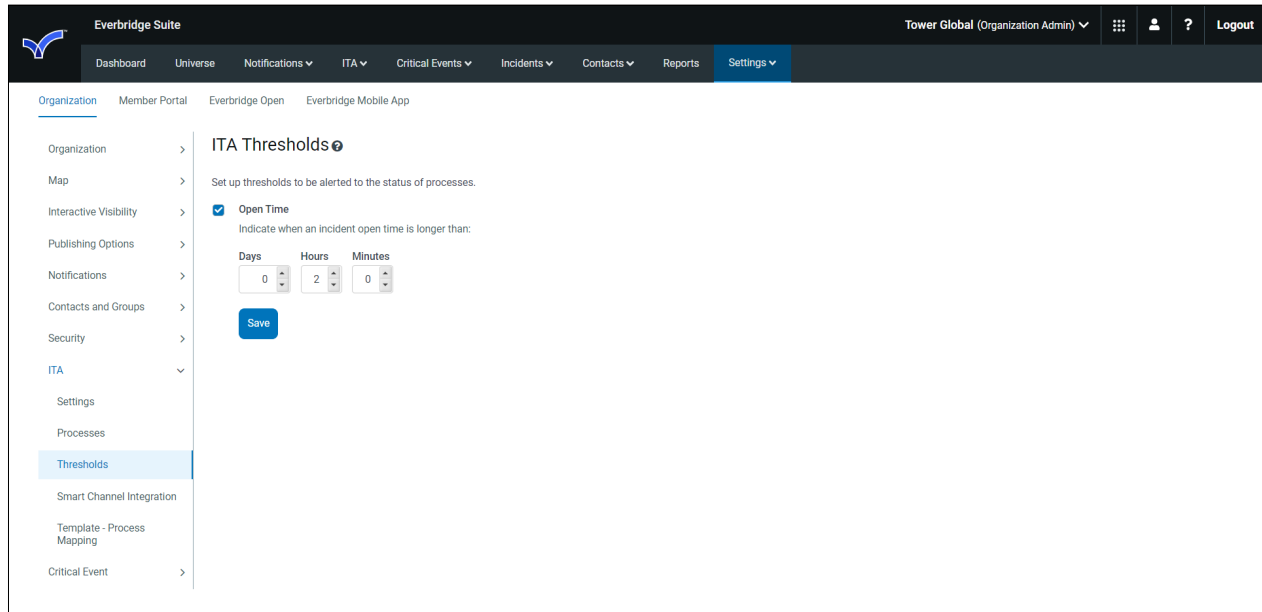 Everbridge Suite
Tower Global (Organization Admin)
?
Logout
Dashboard
Universe
Notifications
ITA
Critical Events
Incidents
Contacts
Reports
Settings
Organization
Member Portal
Everbridge Open
Everbridge Mobile App
Organization
Map
Interactive Visibility
Publishing Options
Notifications
Contacts and Groups
Security
ITA
Settings
Processes
Thresholds
Smart Channel Integration
Template - Process
Mapping
Critical Event
ITA Thresholds
Set up thresholds to be alerted to the status of processes.
Open Time
Indicate when an incident open time is longer than:
Days Hours Minutes
0 2 0
Save